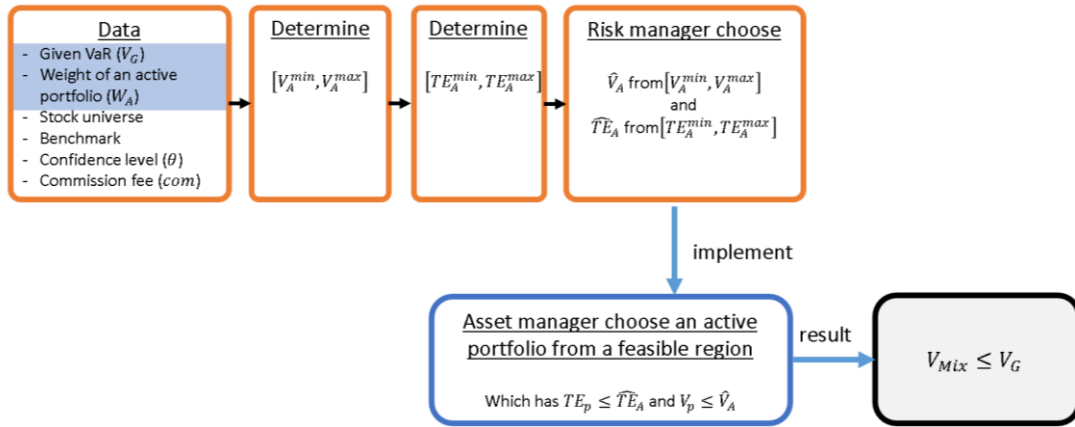 Data
- Given VaR (𝑉_𝐺)
- Weight of an active
portfolio (𝑊_𝐴)
- Stock universe
- Benchmark
- Confidence level (𝜃)
- Commission fee (𝑐𝑜𝑚)
Determine
[𝑉_𝐴^𝑚𝑖𝑛, 𝑉_𝐴^𝑚𝑎𝑥]
Determine
[𝑇𝐸_𝐴^𝑚𝑖𝑛, 𝑇𝐸_𝐴^𝑚𝑎𝑥]
Risk manager choose
𝑉̂_𝐴 from[𝑉_𝐴^𝑚𝑖𝑛, 𝑉_𝐴^𝑚𝑎𝑥]
and
𝑇𝐸̂_𝐴 from[𝑇𝐸_𝐴^𝑚𝑖𝑛, 𝑇𝐸_𝐴^𝑚𝑎𝑥]
implement
Asset manager choose an active
portfolio from a feasible region
Which has 𝑇𝐸_𝑝 ≤ 𝑇𝐸̂_𝐴 and 𝑉_𝑝 ≤ 𝑉̂_𝐴
result
𝑉_𝑀𝑖𝑥 ≤ 𝑉_𝐺